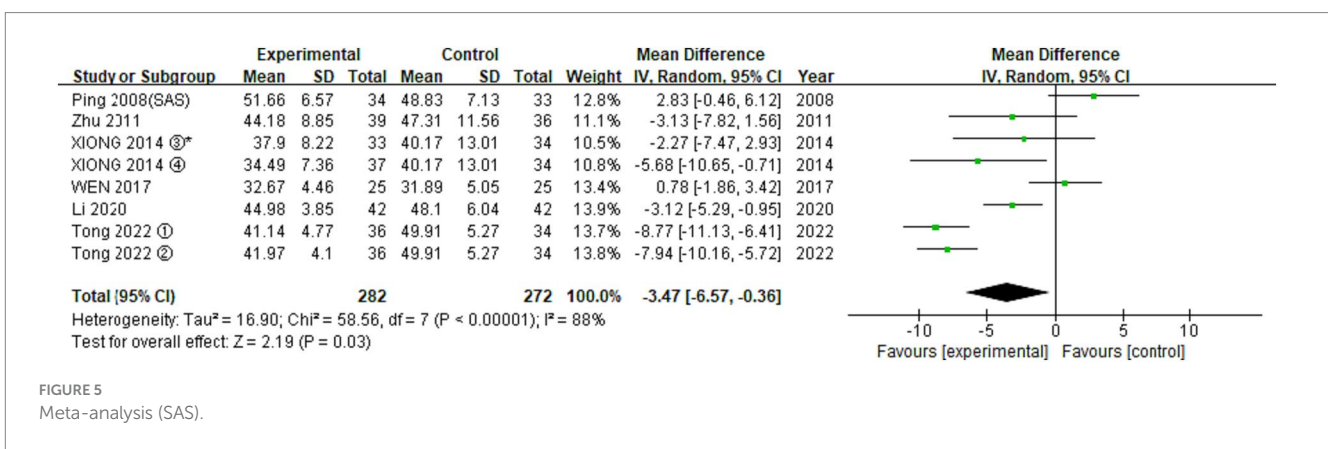 Experimental Control Mean Difference Mean Difference
Study or Subgroup Mean SD Total Mean SD Total Weight IV, Random, 95% CI Year IV, Random, 95% CI
Ping 2008(SAS) 51.66 6.57 34 48.83 7.13 33 12.8% 2.83 [-0.46, 6.12] 2008
Zhu 2011 44.18 8.85 39 47.31 11.56 36 11.1% -3.13 [-7.82, 1.56] 2011
XIONG 2014 ③* 37.9 8.22 33 40.17 13.01 34 10.5% -2.27 [-7.47, 2.93] 2014
XIONG 2014 ④ 34.49 7.36 37 40.17 13.01 34 10.4% -5.68 [-10.65, -0.71] 2014
WEN 2017 32.67 4.46 25 31.89 5.05 25 13.4% 0.78 [-1.86, 3.42] 2017
Li 2020 44.98 3.85 42 48.1 6.04 42 13.9% -3.12 [-5.29, -0.95] 2020
Tong 2022 ① 41.14 4.77 36 49.91 5.27 34 13.7% -8.77 [-11.13, -6.41] 2022
Tong 2022 ② 41.97 4.1 36 49.91 5.27 34 13.8% -7.94 [-10.16, -5.72] 2022
Total (95% CI) 282 272 100.0% -3.47 [-6.57, -0.36]
Heterogeneity: Tau² = 16.90; Chi² = 58.56, df = 7 (P < 0.00001); I² = 88%
Test for overall effect: Z = 2.19 (P = 0.03)
-10 -5 0 5 10
Favours [experimental] Favours [control]
FIGURE 5
Meta-analysis (SAS).